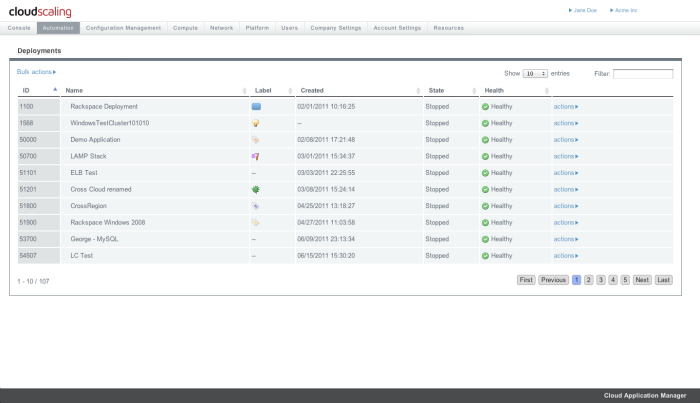 cloudscaling
Jane Doe Acme Inc
Console Automation Configuration Management Compute Network Platform Users Company Settings Account Settings Resources
Deployments
Bulk actions Show 10 entries Filter:
ID Name Label Created State Health
1100 Rackspace Deployment 02/01/2011 10:16:25 Stopped Healthy actions
1568 WindowsTestCluster101010 -- Stopped Healthy actions
50000 Demo Application 02/08/2011 17:21:48 Stopped Healthy actions
50700 LAMP Stack 03/01/2011 15:34:37 Stopped Healthy actions
51101 ELB Test -- 03/03/2011 22:25:55 Stopped Healthy actions
51201 Cross Cloud renamed 03/08/2011 15:24:14 Stopped Healthy actions
51800 CrossRegion 04/25/2011 13:18:27 Stopped Healthy actions
51900 Rackspace Windows 2008 04/27/2011 11:03:58 Stopped Healthy actions
53700 George - MySQL -- 06/09/2011 23:13:34 Stopped Healthy actions
54507 LC Test -- 06/15/2011 15:30:20 Stopped Healthy actions
1 - 10 / 107 First Previous 1 2 3 4 5 Next Last
Cloud Application Manager